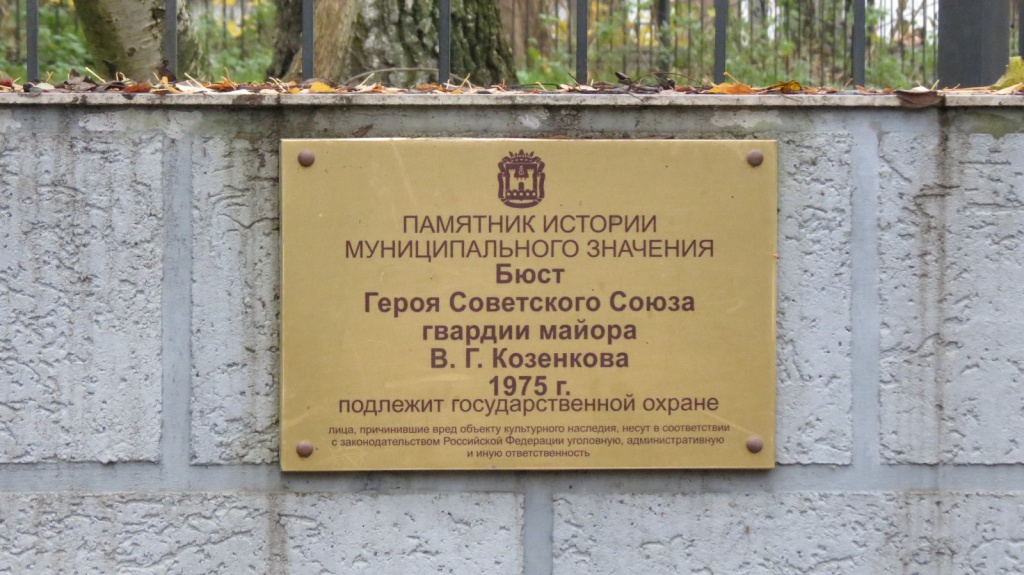 ПАМЯТНИК ИСТОРИИ
МУНИЦИПАЛЬНОГО ЗНАЧЕНИЯ
Бюст
Героя Советского Союза
гвардии майора
В. Г. Козенкова
1975 г.
подлежит государственной охране
лица, причинившие вред объекту культурного наследия, несут в соответствии
с законодательством Российской Федерации уголовную, административную
и иную ответственность